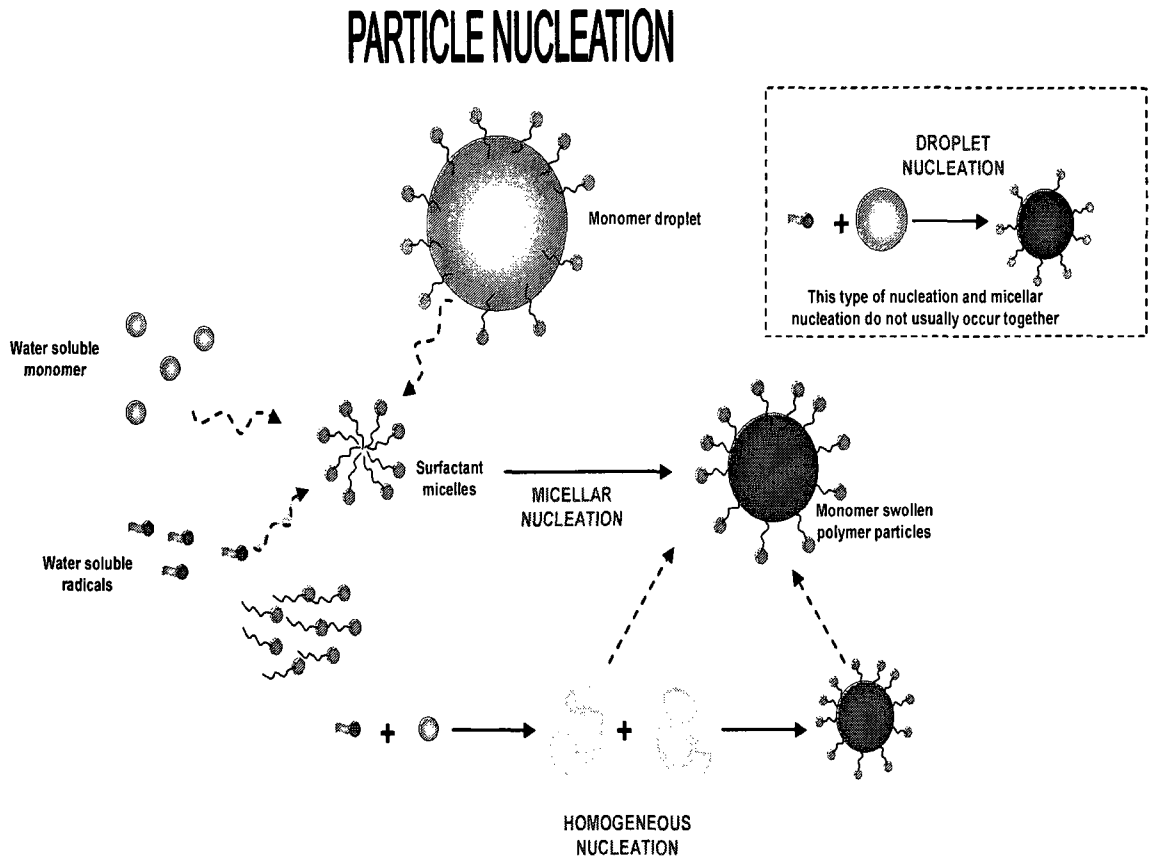 PARTICLE NUCLEATION
DROPLET
NUCLEATION
+
This type of nucleation and micellar
nucleation do not usually occur together
Monomer droplet
Water soluble
monomer
Surfactant
micelles
MICELLAR
NUCLEATION
Monomer swollen
polymer particles
Water soluble
radicals
+
+
HOMOGENEOUS
NUCLEATION